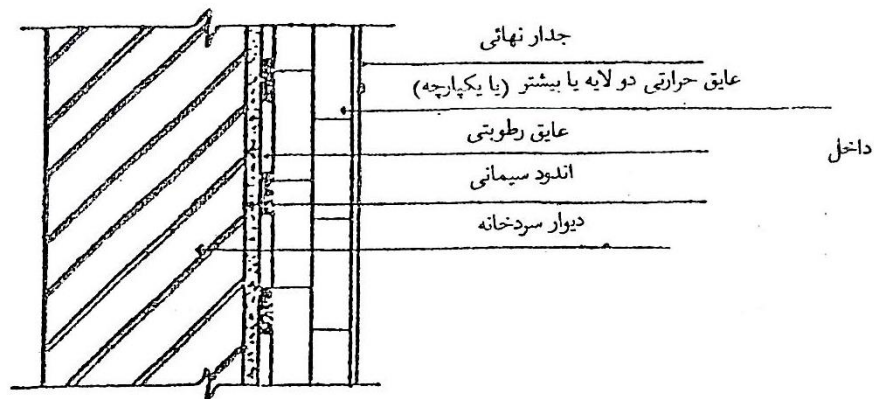 جدار نهائی
عایق حرارتی دو لایه یا بیشتر (یا یکپارچه)
عایق رطوبتی
داخل
اندود سیمانی
دیوار سردخانه